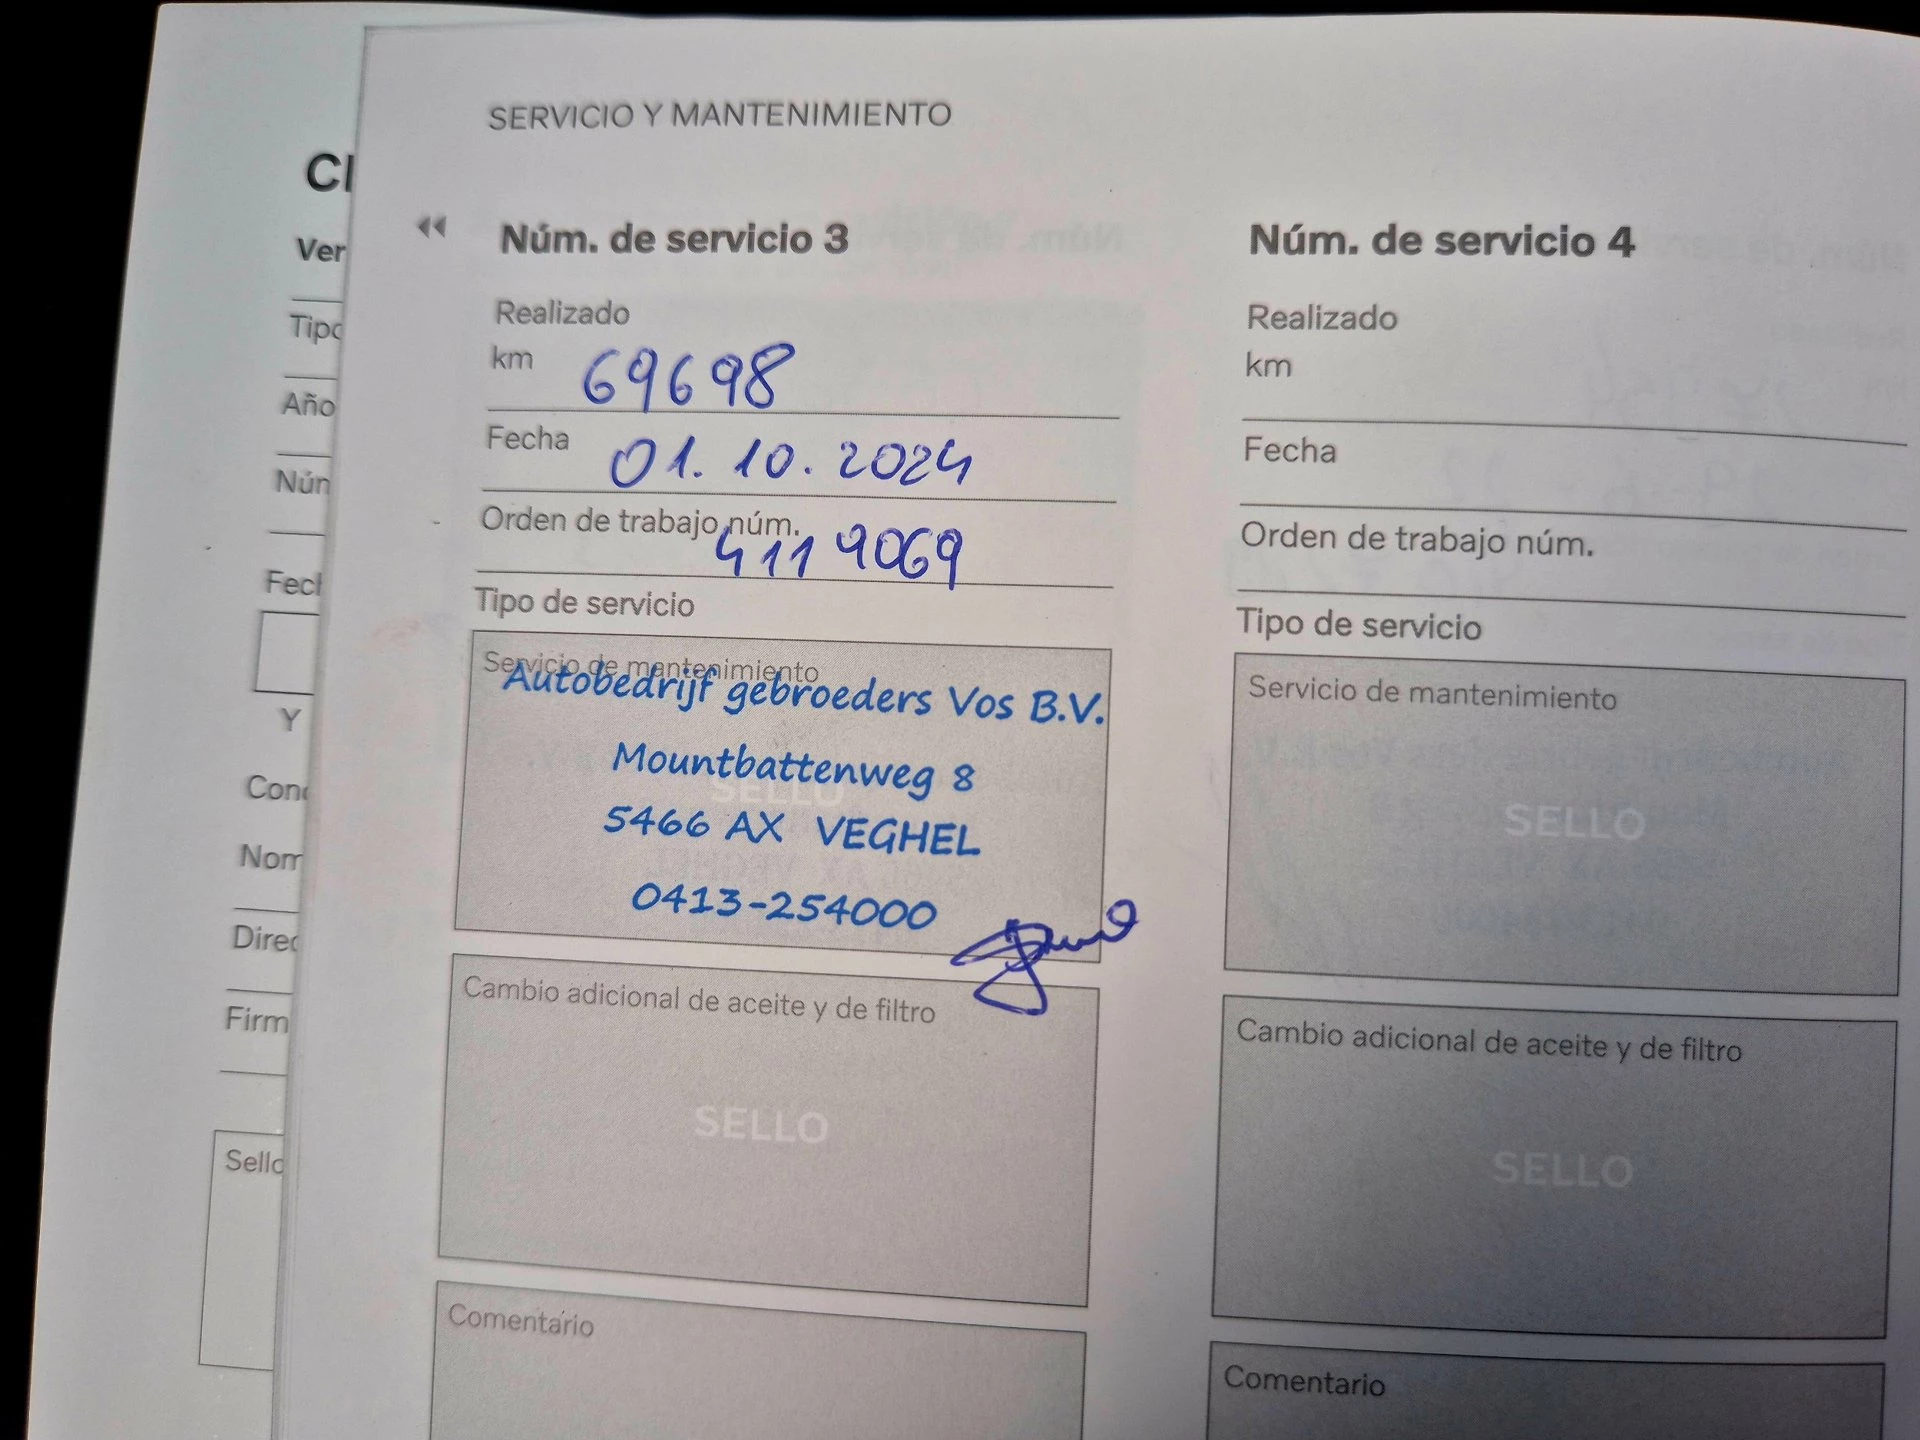 SERVICIO Y MANTENIMIENTO
Núm. de servicio 3
Realizado
km 69698
Fecha 01.10.2024
Orden de trabajo núm. 4119069
Tipo de servicio
Servicio de mantenimiento
Autobedrijf gebroeders Vos B.V.
Mountbattenweg 8
SELLO
5466 AX VEGHEL
0413-254000
Cambio adicional de aceite y de filtro
SELLO
Comentario
Núm. de servicio 4
Realizado
km
Fecha
Orden de trabajo núm.
Tipo de servicio
Servicio de mantenimiento
SELLO
Cambio adicional de aceite y de filtro
SELLO
Comentario
Ver
Tipo
Año
Núm
Fech
Y
Conc
Nom
Direc
Firm
Sello